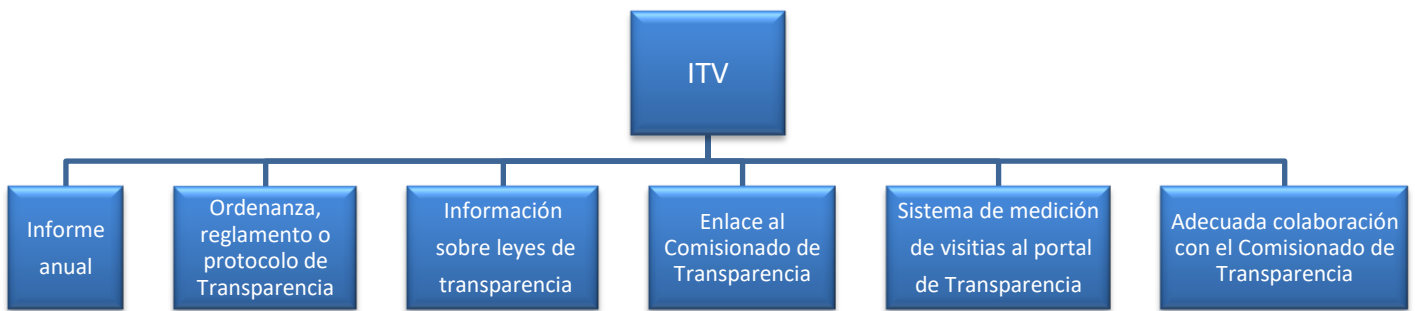 ITV
Informe
anual
Ordenanza,
reglamento o
protocolo de
Transparencia
Información
sobre leyes de
transparencia
Enlace al
Comisionado de
Transparencia
Sistema de medición
de visitias al portal
de Transparencia
Adecuada colaboración
con el Comisionado de
Transparencia